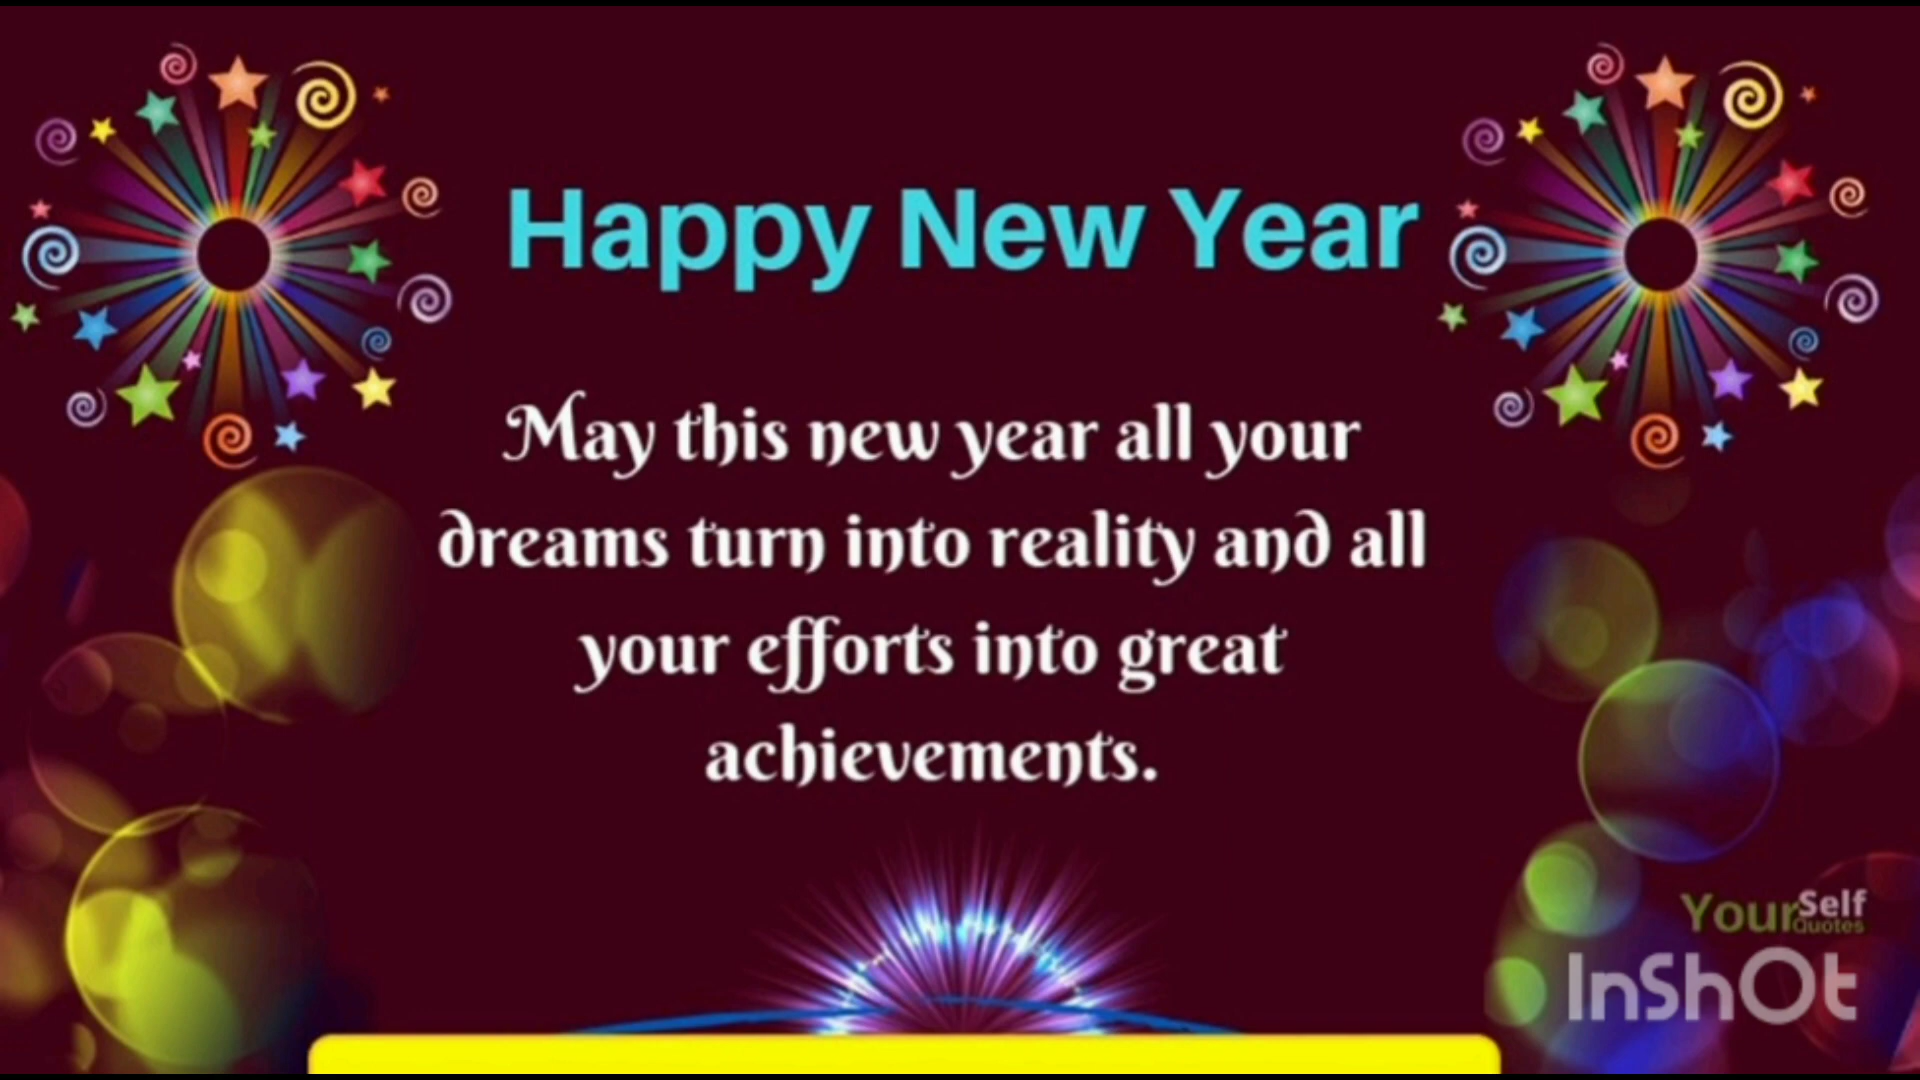 Happy New Year
May this new year all your
dreams turn into reality and all
your efforts into great
achievements.
YourSelf
Quotes
InShOt